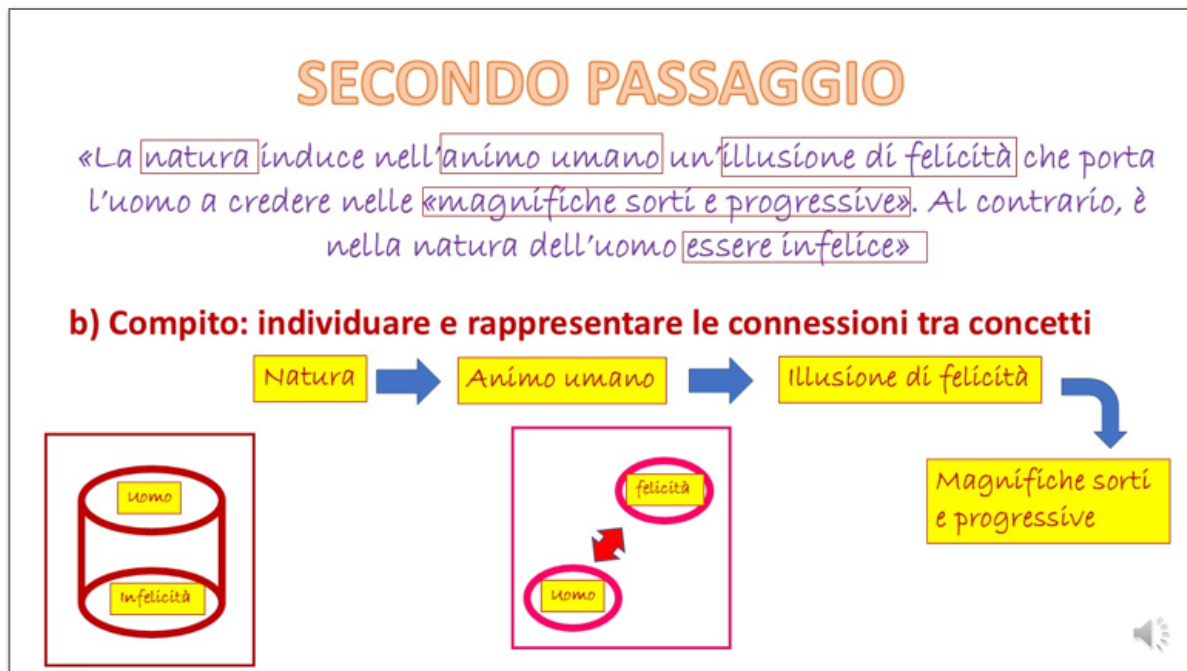 SECONDO PASSAGGIO
«La natura induce nell'animo umano un'illusione di felicità che porta
l'uomo a credere nelle «magnifiche sorti e progressive». Al contrario, è
nella natura dell'uomo essere infelice»
b) Compito: individuare e rappresentare le connessioni tra concetti
Natura
Animo umano
Illusione di felicità
Uomo
felicità
Magnifiche sorti
e progressive
Infelicità
Uomo